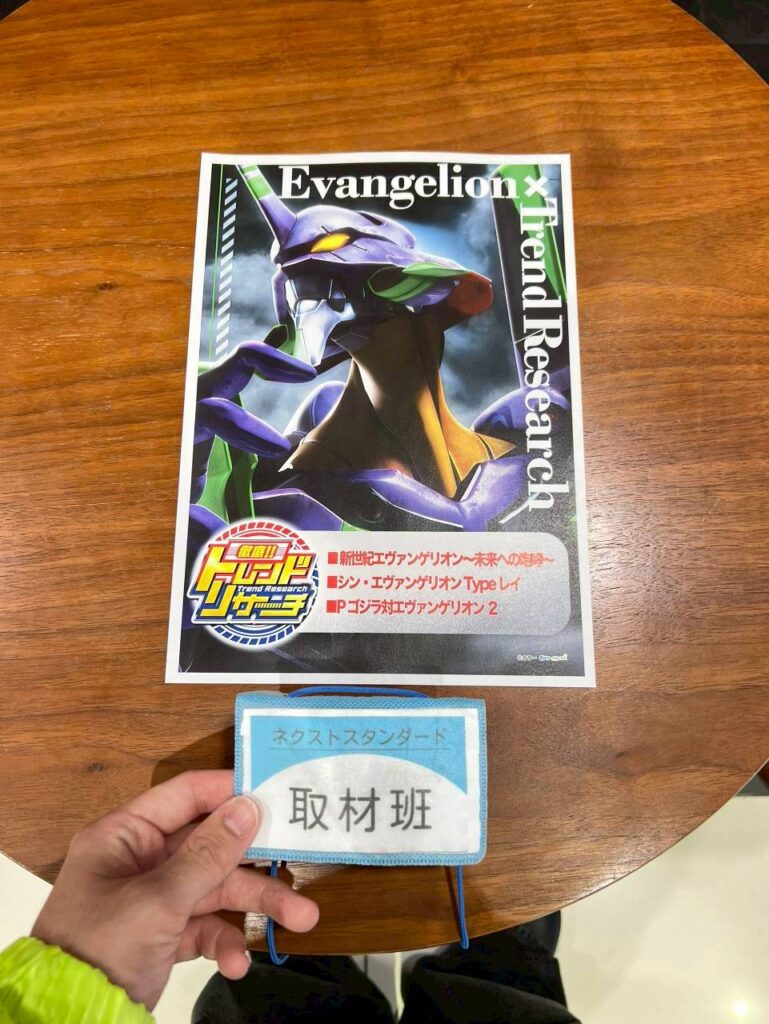 Evangelion×
Trend Research
徹底!!
トレンド
Trend Research
リサーチ
■新世紀エヴァンゲリオン〜未来への咆哮〜
■シン・エヴァンゲリオン Type レイ
■P ゴジラ対エヴァンゲリオン 2
©カラー
ネクストスタンダード
取材班